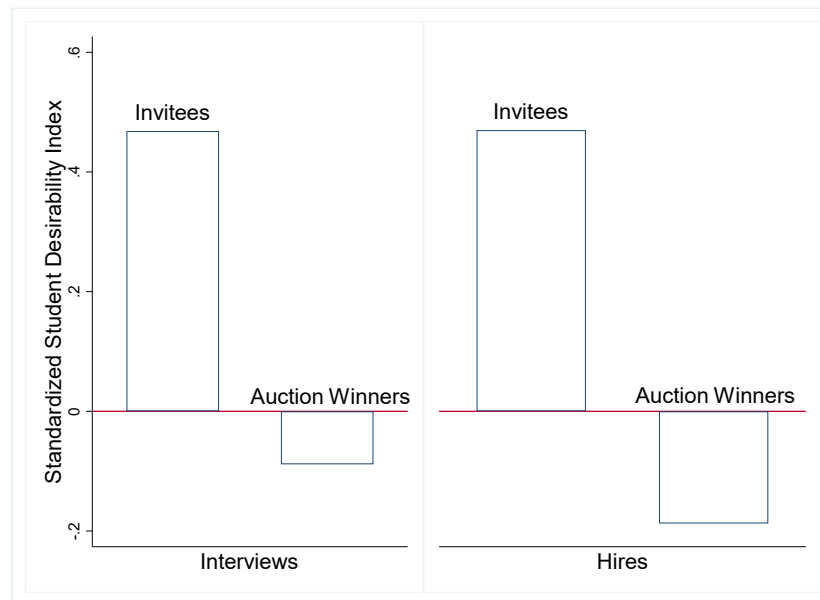 Standardized Student Desirability Index
.6
.4
.2
0
-.2
Invitees
Auction Winners
Interviews
Invitees
Auction Winners
Hires